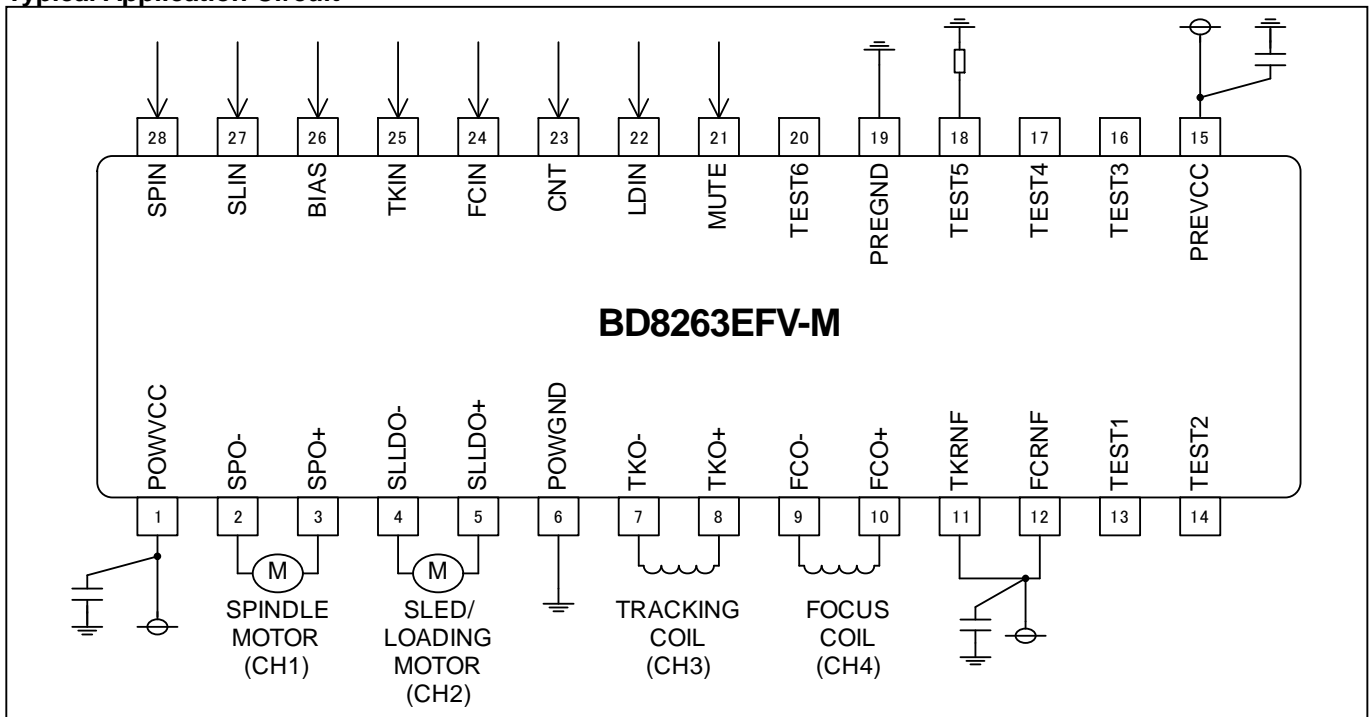 Typical Application Circuit
28 27 26 25 24 23 22 21 20 19 18 17 16 15
SPIN SLIN BIAS TKIN FCIN CNT LDIN MUTE TEST6 PREGND TEST5 TEST4 TEST3 PREVCC
BD8263EFV-M
POWVCC SPO- SPO+ SLLDO- SLLDO+ POWGND TKO- TKO+ FCO- FCO+ TKRNF FCRNF TEST1 TEST2
1 2 3 4 5 6 7 8 9 10 11 12 13 14
M M
SPINDLE
MOTOR
(CH1)
SLED/
LOADING
MOTOR
(CH2)
TRACKING
COIL
(CH3)
FOCUS
COIL
(CH4)